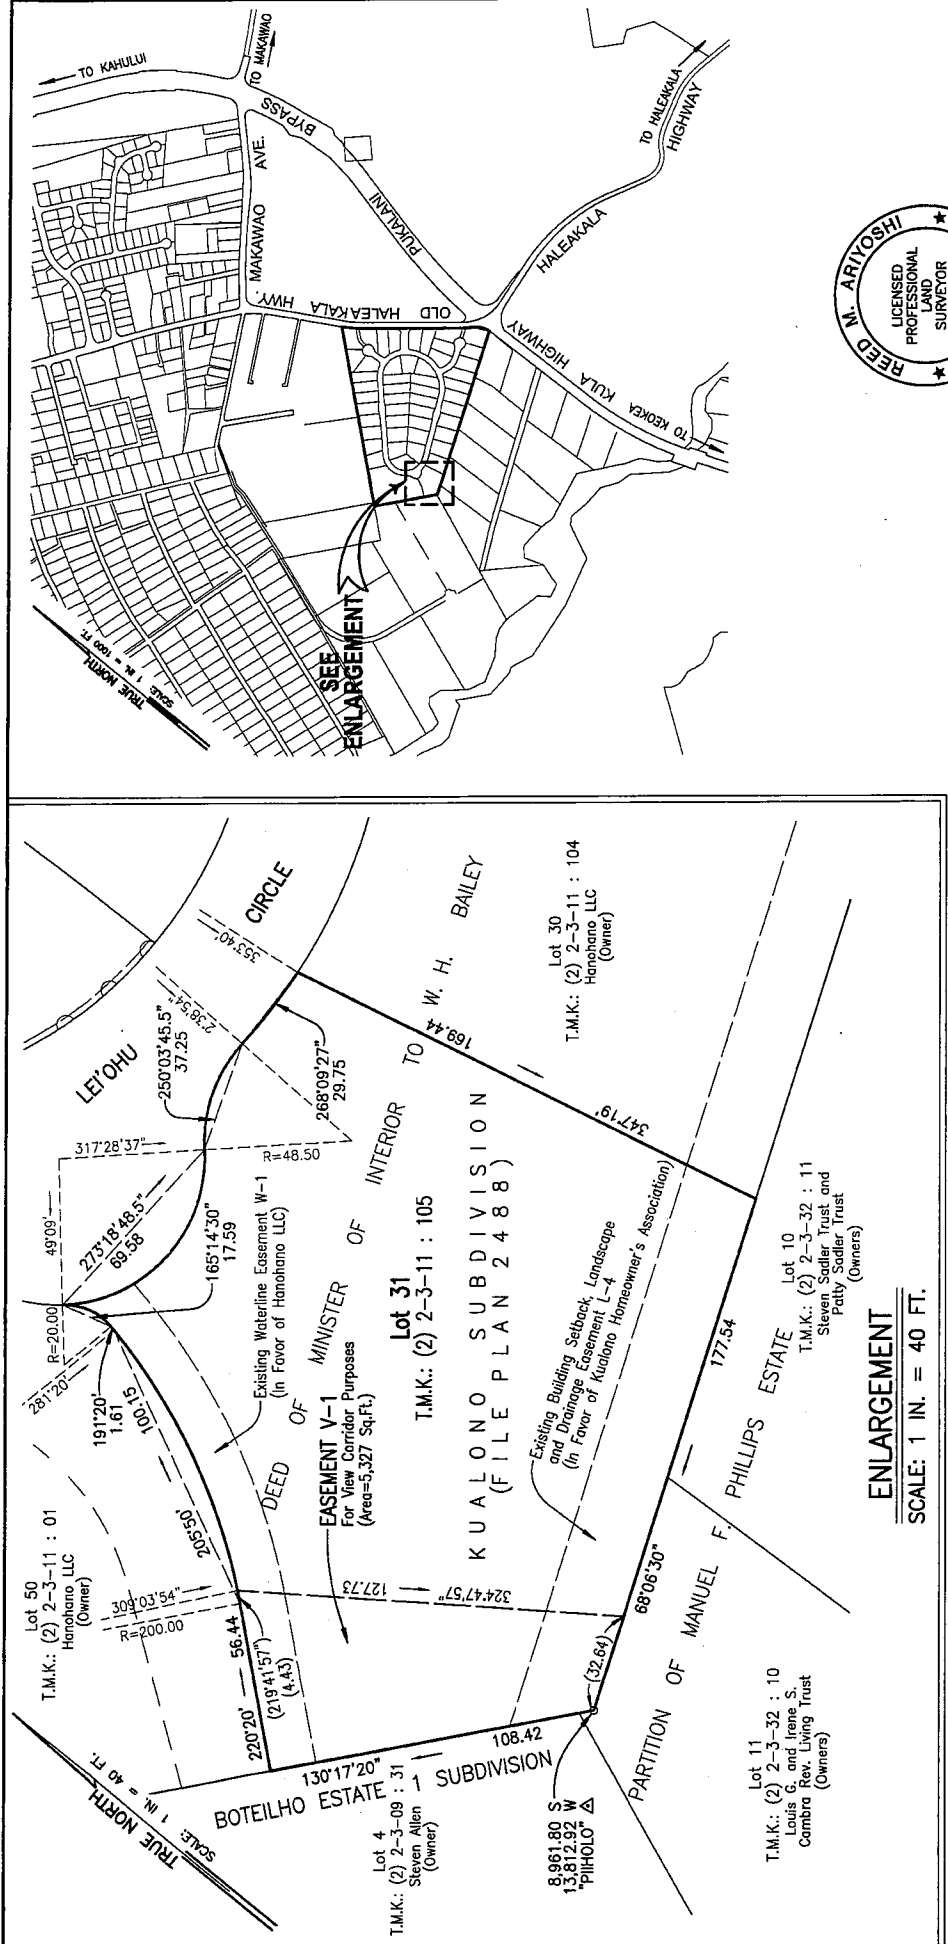 TO KAHULUI
TO MAKAWAO
BYPASS
MAKAWAO AVE.
PUKALANI
OLD HALEAKALA HWY.
HALEAKALA
TO HALEAKALA
HIGHWAY
KULA HIGHWAY
TO KEOKEA
SEE
ENLARGEMENT
TRUE NORTH
SCALE: 1 IN. = 1000 FT.
REED M. ARIYOSHI
LICENSED
PROFESSIONAL
LAND
SURVEYOR
LEI'OHU CIRCLE
353°40'
2°38'54"
250°03'45.5"
37.25
268°09'27"
29.75
317°28'37"
R=48.50
49°09'
273°18'48.5"
69.58
165°14'30"
17.59
R=20.00
281°20'
191°20'
1.61
100.15
205°50'
Existing Waterline Easement W-1
(In Favor of Hanohano LLC)
DEED OF MINISTER OF INTERIOR TO W. H. BAILEY
Lot 50
T.M.K.: (2) 2-3-11 : 01
Hanohano LLC
(Owner)
309°03'54"
R=200.00
56.44
220°20'
(219°41'57")
(4.43)
EASEMENT V-1
For View Corridor Purposes
(Area=5,327 Sq.Ft.)
Lot 31
T.M.K.: (2) 2-3-11 : 105
KUALONO SUBDIVISION
(FILE PLAN 2488)
169.44
347°19'
Lot 30
T.M.K.: (2) 2-3-11 : 104
Hanohano LLC
(Owner)
Existing Building Setback, Landscape
and Drainage Easement L-4
(In Favor of Kualono Homeowner's Association)
127.73
324°47'57"
177.54
68°06'30"
(32.64)
108.42
130°17'20"
BOTEILHO ESTATE 1 SUBDIVISION
Lot 4
T.M.K.: (2) 2-3-09 : 31
Steven Allen
(Owner)
8,961.80 S
13,812.92 W
"PIIHOLO"
PARTITION OF MANUEL F. PHILLIPS ESTATE
Lot 10
T.M.K.: (2) 2-3-32 : 11
Steven Sadler Trust and
Patty Sadler Trust
(Owners)
Lot 11
T.M.K.: (2) 2-3-32 : 10
Louis G. and Irene S.
Cambra Rev. Living Trust
(Owners)
TRUE NORTH
SCALE: 1 IN. = 40 FT.
ENLARGEMENT
SCALE: 1 IN. = 40 FT.